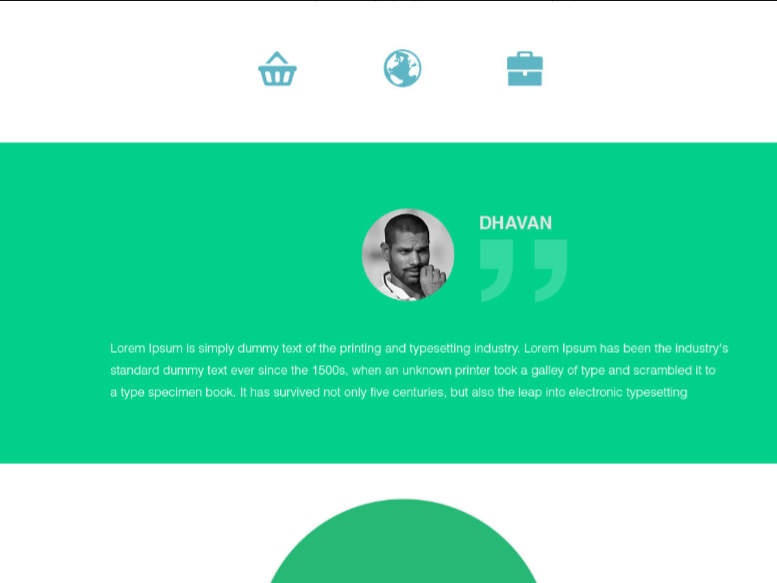 DHAVAN
Lorem Ipsum is simply dummy text of the printing and typesetting industry. Lorem Ipsum has been the industry's
standard dummy text ever since the 1500s, when an unknown printer took a galley of type and scrambled it to
a type specimen book. It has survived not only five centuries, but also the leap into electronic typesetting